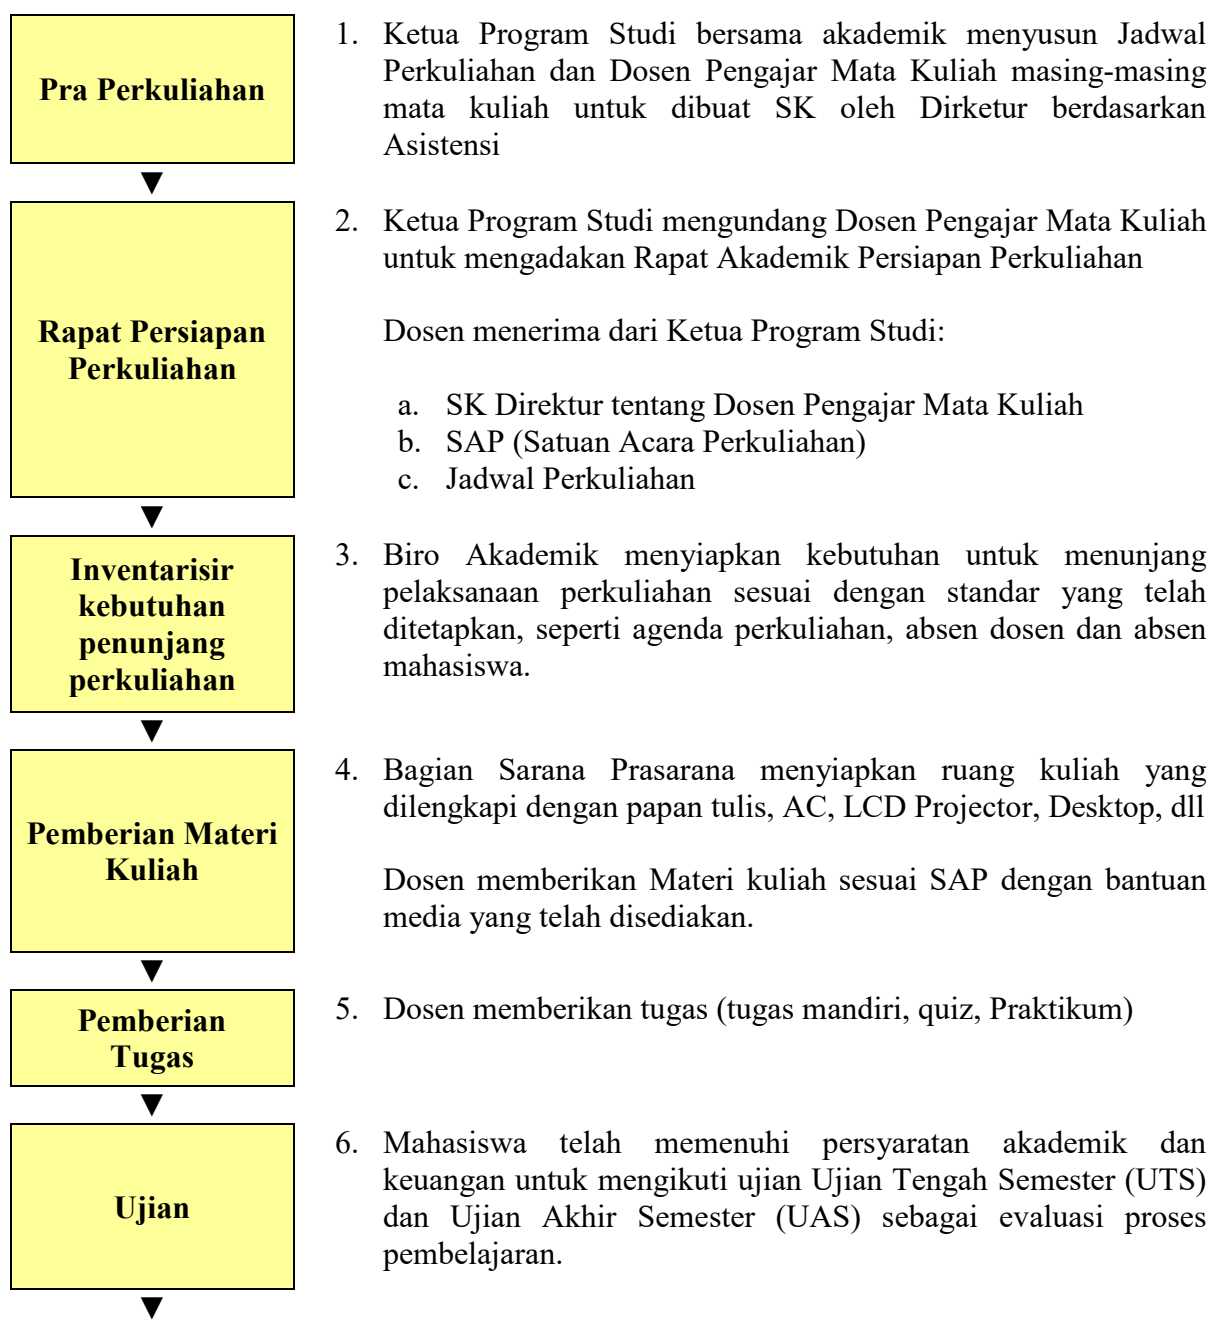 Pra Perkuliahan
1. Ketua Program Studi bersama akademik menyusun Jadwal
Perkuliahan dan Dosen Pengajar Mata Kuliah masing-masing
mata kuliah untuk dibuat SK oleh Dirketur berdasarkan
Asistensi
Rapat Persiapan
Perkuliahan
2. Ketua Program Studi mengundang Dosen Pengajar Mata Kuliah
untuk mengadakan Rapat Akademik Persiapan Perkuliahan
Dosen menerima dari Ketua Program Studi:
a. SK Direktur tentang Dosen Pengajar Mata Kuliah
b. SAP (Satuan Acara Perkuliahan)
c. Jadwal Perkuliahan
Inventarisir
kebutuhan
penunjang
perkuliahan
3. Biro Akademik menyiapkan kebutuhan untuk menunjang
pelaksanaan perkuliahan sesuai dengan standar yang telah
ditetapkan, seperti agenda perkuliahan, absen dosen dan absen
mahasiswa.
Pemberian Materi
Kuliah
4. Bagian Sarana Prasarana menyiapkan ruang kuliah yang
dilengkapi dengan papan tulis, AC, LCD Projector, Desktop, dll
Dosen memberikan Materi kuliah sesuai SAP dengan bantuan
media yang telah disediakan.
Pemberian
Tugas
5. Dosen memberikan tugas (tugas mandiri, quiz, Praktikum)
Ujian
6. Mahasiswa telah memenuhi persyaratan akademik dan
keuangan untuk mengikuti ujian Ujian Tengah Semester (UTS)
dan Ujian Akhir Semester (UAS) sebagai evaluasi proses
pembelajaran.